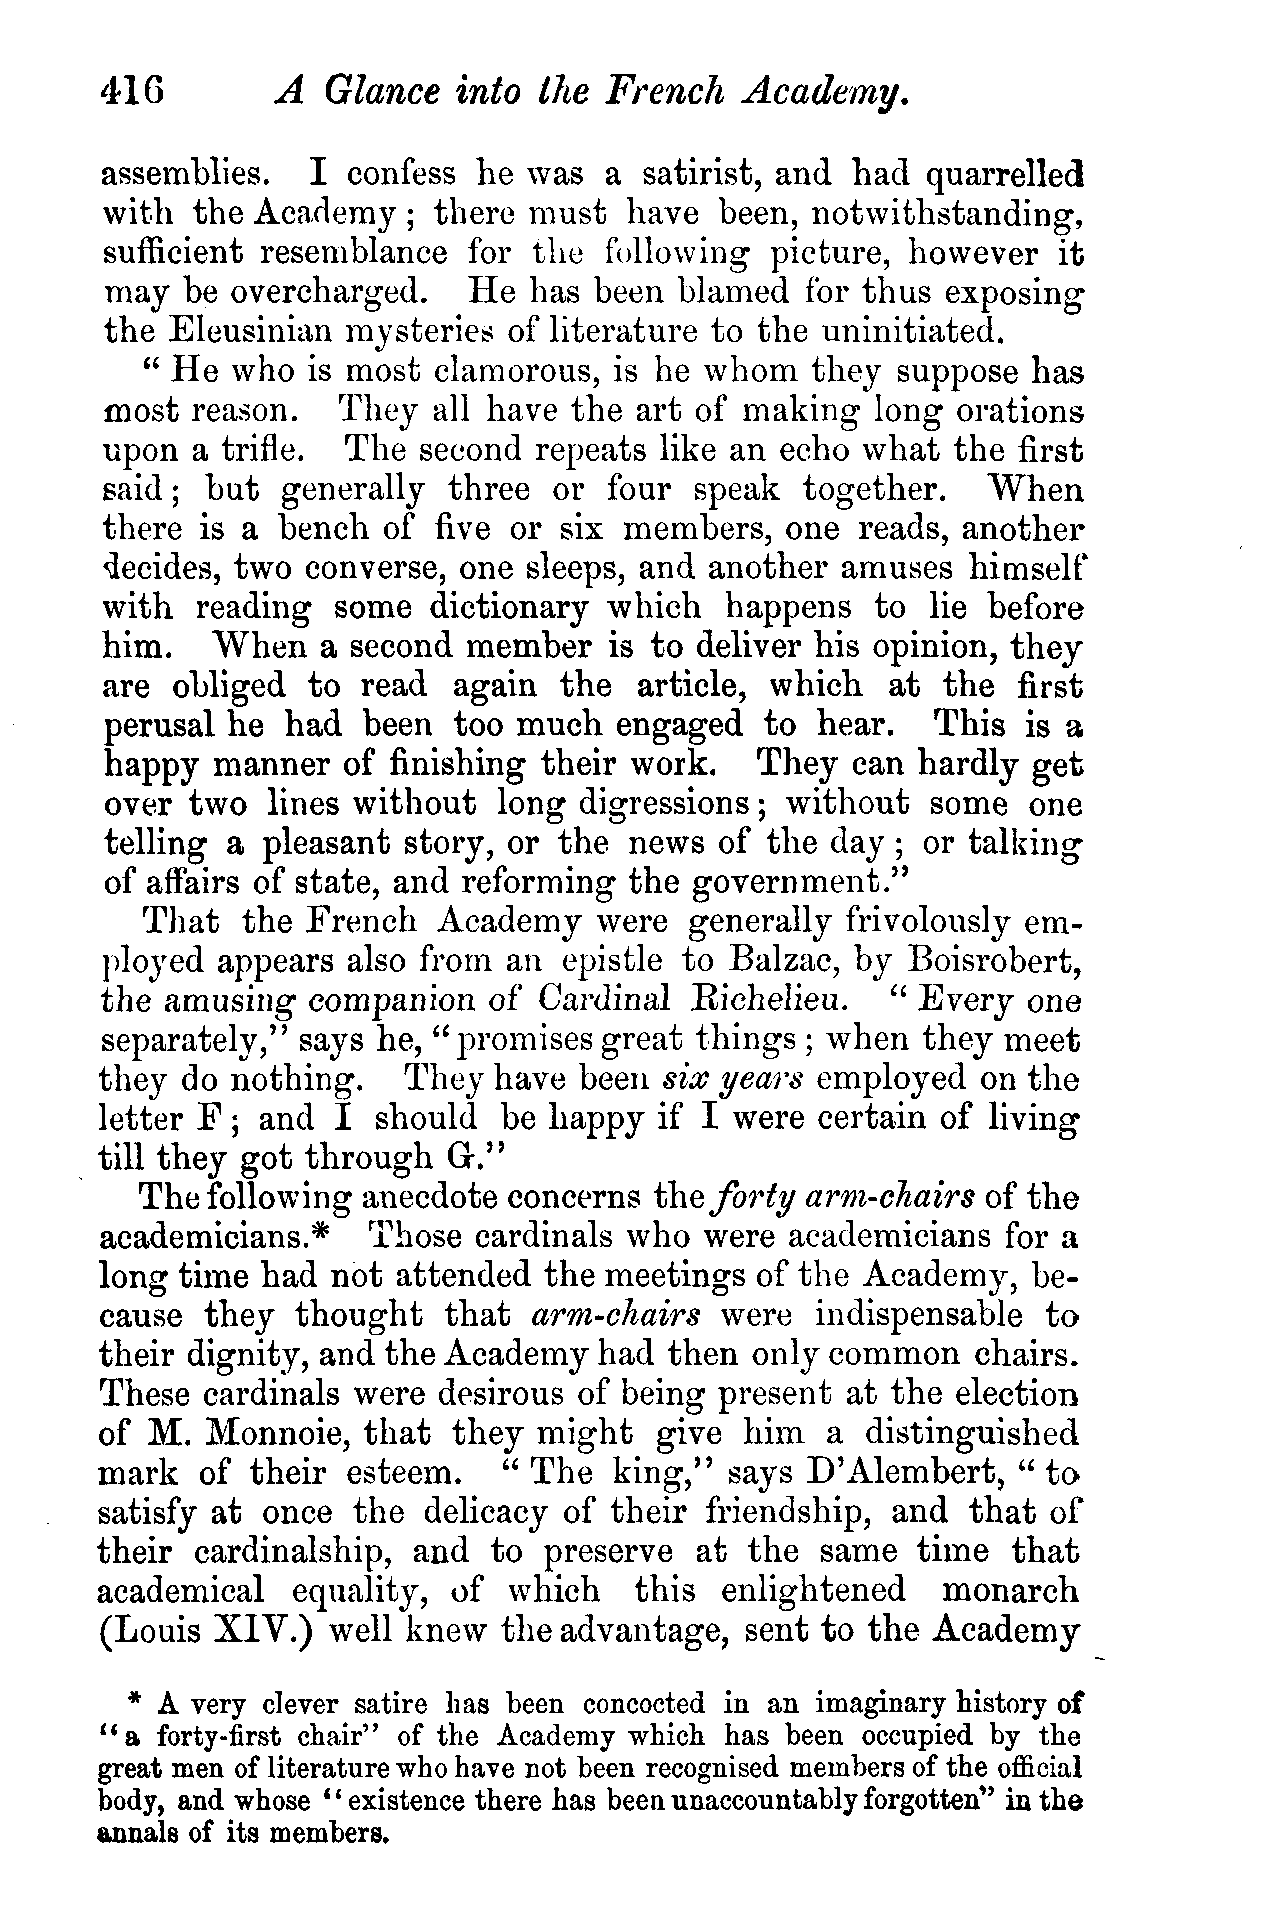 416 A Glance into the French Academy.
assemblies. I confess he was a satirist, and had quarrelled
with the Academy ; there must have been, notwithstanding,
sufficient resemblance for the following picture, however it
may be overcharged. He has been blamed for thus exposing
the Eleusinian mysteries of literature to the uninitiated.
“ He who is most clamorous, is he whom they suppose has
most reason. They all have the art of making long orations
upon a trifle. The second repeats like an echo what the first
said ; but generally three or four speak together. When
there is a bench of five or six members, one reads, another
decides, two converse, one sleeps, and another amuses himself
with reading some dictionary which happens to lie before
him. When a second member is to deliver his opinion, they
are obliged to read again the article, which at the first
perusal he had been too much engaged to hear. This is a
happy manner of finishing their work. They can hardly get
over two lines without long digressions ; without some one
telling a pleasant story, or the news of the day ; or talking
of affairs of state, and reforming the government.”
That the French Academy were generally frivolously em-
ployed appears also from an epistle to Balzac, by Boisrobert,
the amusing companion of Cardinal Richelieu. “ Every one
separately,” says he, “ promises great things ; when they meet
they do nothing. They have been six years employed on the
letter F ; and I should be happy if I were certain of living
till they got through G.”
The following anecdote concerns the forty arm-chairs of the
academicians.* Those cardinals who were academicians for a
long time had not attended the meetings of the Academy, be-
cause they thought that arm-chairs were indispensable to
their dignity, and the Academy had then only common chairs.
These cardinals were desirous of being present at the election
of M. Monnoie, that they might give him a distinguished
mark of their esteem. “ The king,” says D’Alembert, “ to
satisfy at once the delicacy of their friendship, and that of
their cardinalship, and to preserve at the same time that
academical equality, of which this enlightened monarch
(Louis XIV.) well knew the advantage, sent to the Academy
* A very clever satire has been concocted in an imaginary history of
“ a forty-first chair” of the Academy which has been occupied by the
great men of literature who have not been recognised members of the official
body, and whose “ existence there has been unaccountably forgotten” in the
annals of its members.